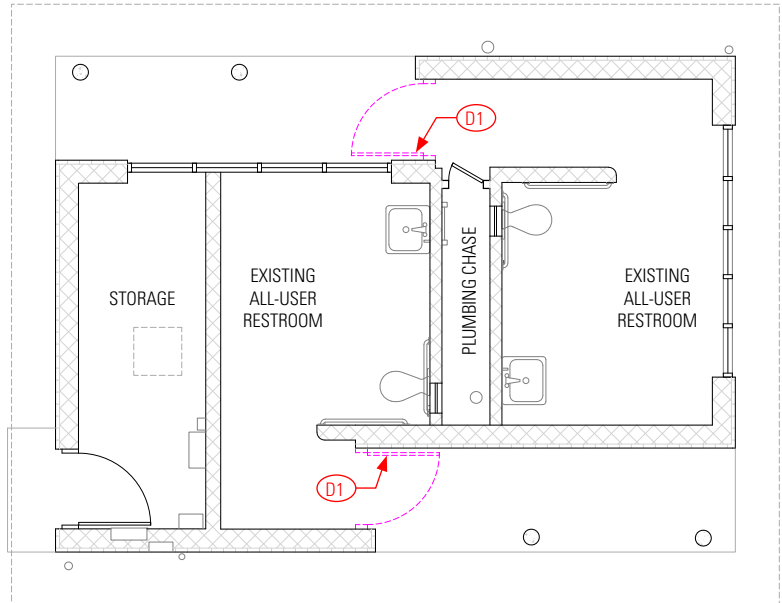 D1
STORAGE
EXISTING
ALL-USER
RESTROOM
PLUMBING CHASE
EXISTING
ALL-USER
RESTROOM
D1